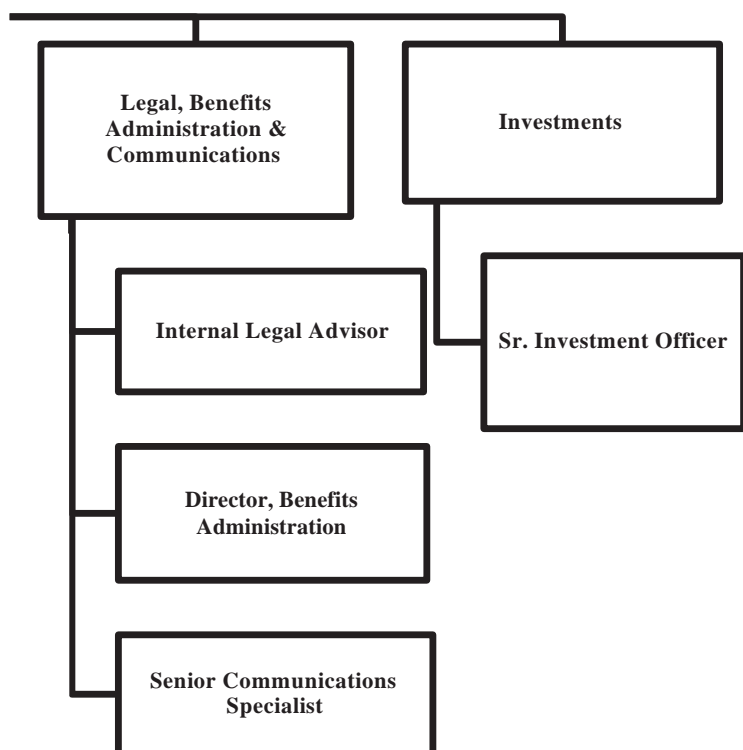 Legal, Benefits
Administration &
Communications
Investments
Internal Legal Advisor
Sr. Investment Officer
Director, Benefits
Administration
Senior Communications
Specialist